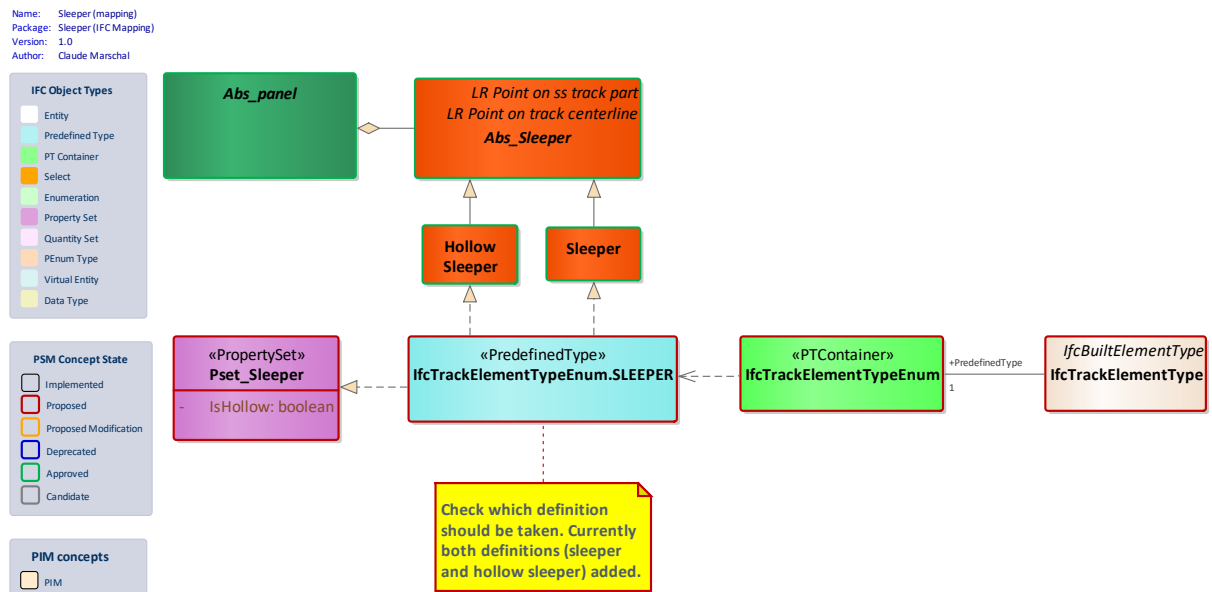 Name: Sleeper (mapping)
Package: Sleeper (IFC Mapping)
Version: 1.0
Author: Claude Marschal
IFC Object Types
Entity
Predefined Type
PT Container
Select
Enumeration
Property Set
Quantity Set
PEnum Type
Virtual Entity
Data Type
PSM Concept State
Implemented
Proposed
Proposed Modification
Deprecated
Approved
Candidate
PIM concepts
PIM
Abs_panel
LR Point on ss track part
LR Point on track centerline
Abs_Sleeper
Hollow
Sleeper
Sleeper
«PropertySet»
Pset_Sleeper
- IsHollow: boolean
«PredefinedType»
IfcTrackElementTypeEnum.SLEEPER
«PTContainer»
IfcTrackElementTypeEnum
+PredefinedType
1
IfcBuiltElementType
IfcTrackElementType
Check which definition
should be taken. Currently
both definitions (sleeper
and hollow sleeper) added.